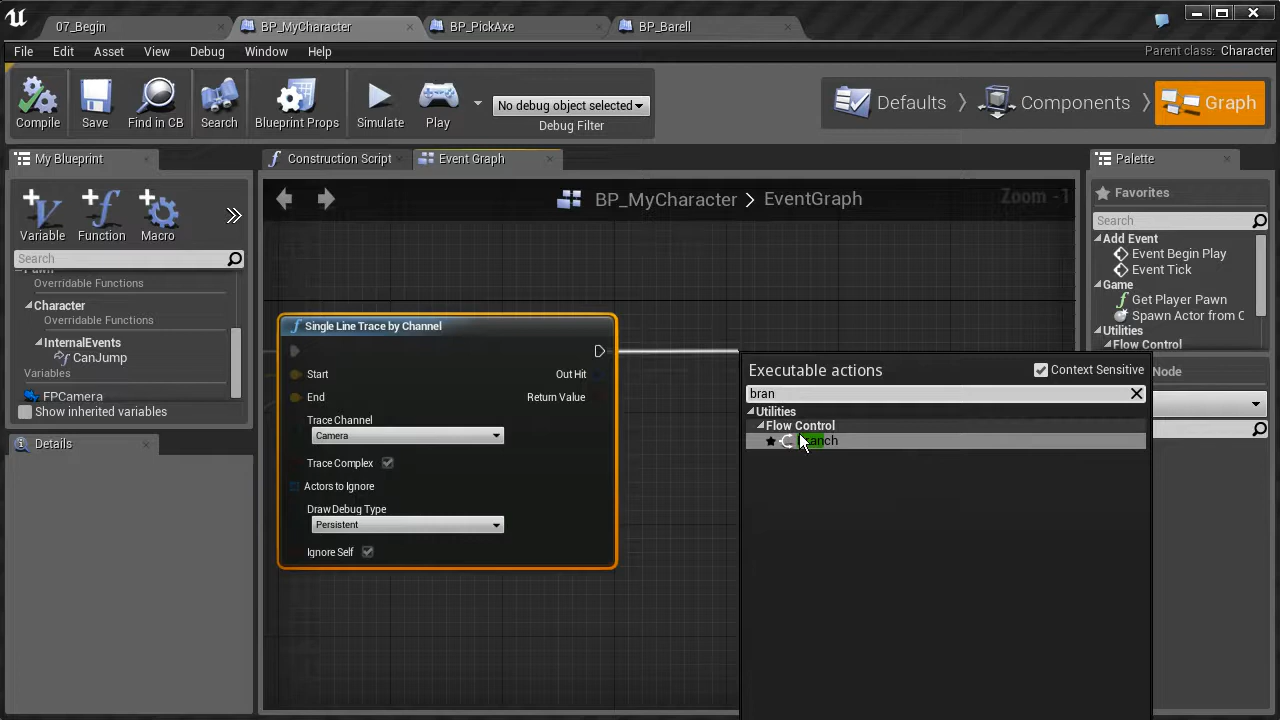 07_Begin
BP_MyCharacter
BP_PickAxe
BP_Barell
File Edit Asset View Debug Window Help
Parent class: Character
Compile
Save
Find in CB
Search
Blueprint Props
Simulate
Play
No debug object selected
Debug Filter
Defaults
Components
Graph
My Blueprint
Construction Script
Event Graph
Palette
Variable
Function
Macro
Search
Overridable Functions
Character
Overridable Functions
InternalEvents
CanJump
Variables
FPCamera
Show inherited variables
Details
BP_MyCharacter > EventGraph
Zoom -1
Single Line Trace by Channel
Start
Out Hit
End
Return Value
Trace Channel
Camera
Trace Complex
Actors to Ignore
Draw Debug Type
Persistent
Ignore Self
Executable actions
Context Sensitive
bran
Utilities
Flow Control
Favorites
Search
Add Event
Event Begin Play
Event Tick
Game
Get Player Pawn
Spawn Actor from C
Utilities
Flow Control
Node